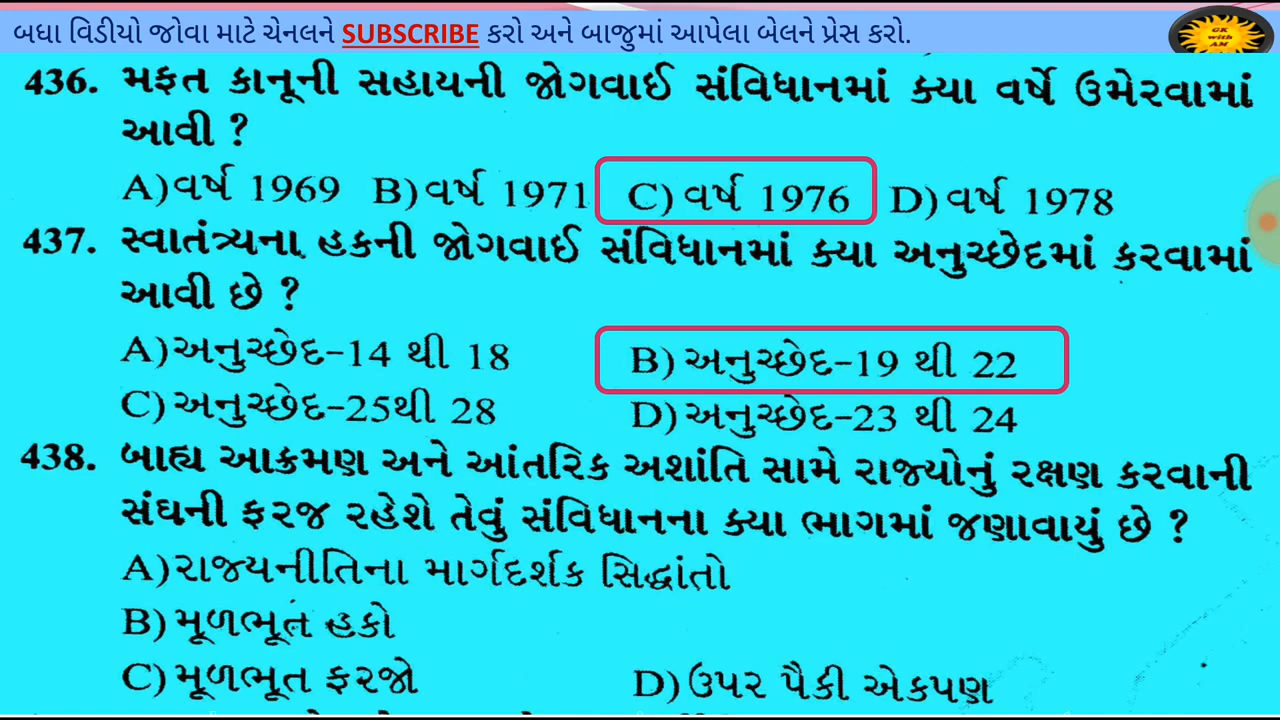 બધા વિડીયો જોવા માટે ચેનલને SUBSCRIBE કરો અને બાજુમાં આપેલા બેલને પ્રેસ કરો.
GK
with
AM
436. મફત કાનૂની સહાયની જોગવાઈ સંવિધાનમાં ક્યા વર્ષે ઉમેરવામાં
આવી ?
A) વર્ષ 1969 B) વર્ષ 1971 C) વર્ષ 1976 D) વર્ષ 1978
437. સ્વાતંત્ર્યના હકની જોગવાઈ સંવિધાનમાં ક્યા અનુચ્છેદમાં કરવામાં
આવી છે ?
A) અનુચ્છેદ-14 થી 18 B) અનુચ્છેદ-19 થી 22
C) અનુચ્છેદ-25થી 28 D) અનુચ્છેદ-23 થી 24
438. બાહ્ય આક્રમણ અને આંતરિક અશાંતિ સામે રાજ્યોનું રક્ષણ કરવાની
સંઘની ફરજ રહેશે તેવું સંવિધાનના ક્યા ભાગમાં જણાવાયું છે ?
A) રાજ્યનીતિના માર્ગદર્શક સિદ્ધાંતો
B) મૂળભૂત હકો
C) મૂળભૂત ફરજો D) ઉપર પૈકી એકપણ